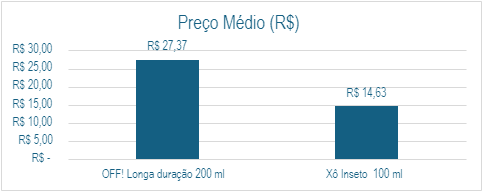 Preço Médio (R$)
R$ 30,00
R$ 25,00
R$ 20,00
R$ 15,00
R$ 10,00
R$ 5,00
R$ -
R$ 27,37
R$ 14,63
OFF! Longa duração 200 ml
Xô Inseto 100 ml